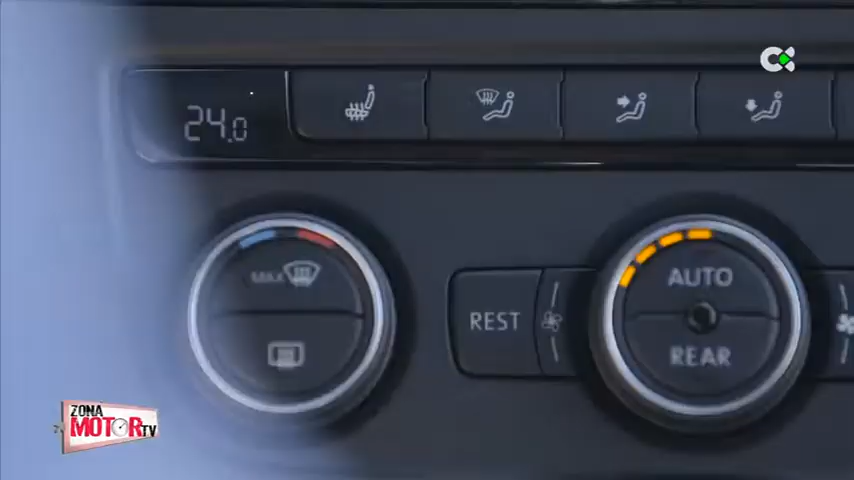 24.0
MAX
AUTO
REST
REAR
ZONA
MOTOR TV